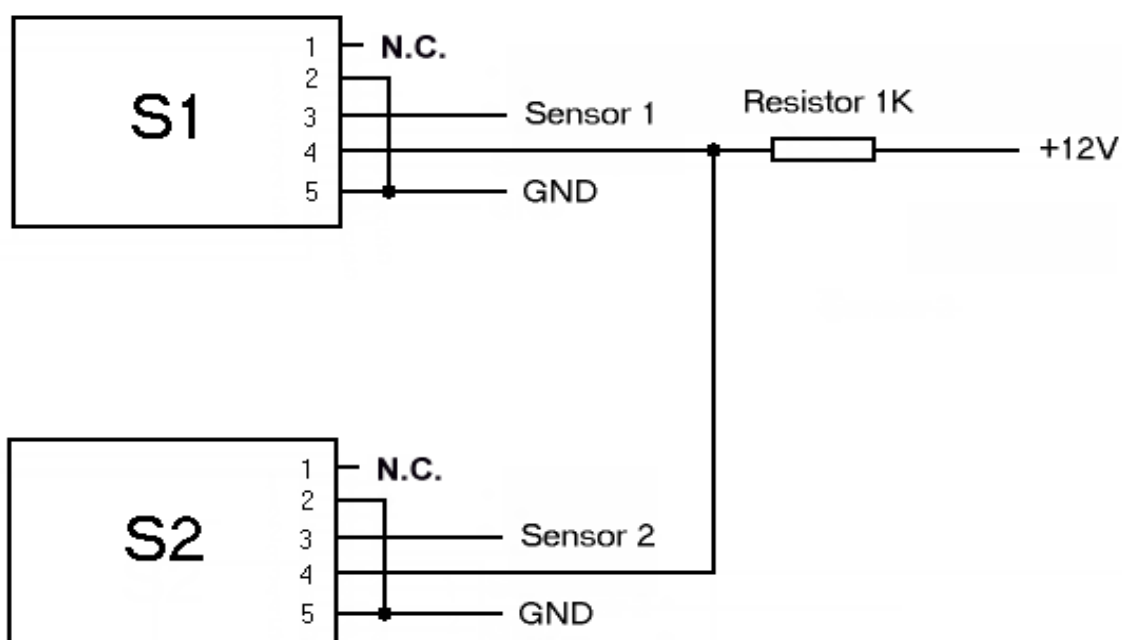 1 N.C.
2
S1
3 Sensor 1
Resistor 1K
4
+12V
5 GND
1 N.C.
2
S2
3 Sensor 2
4
5 GND